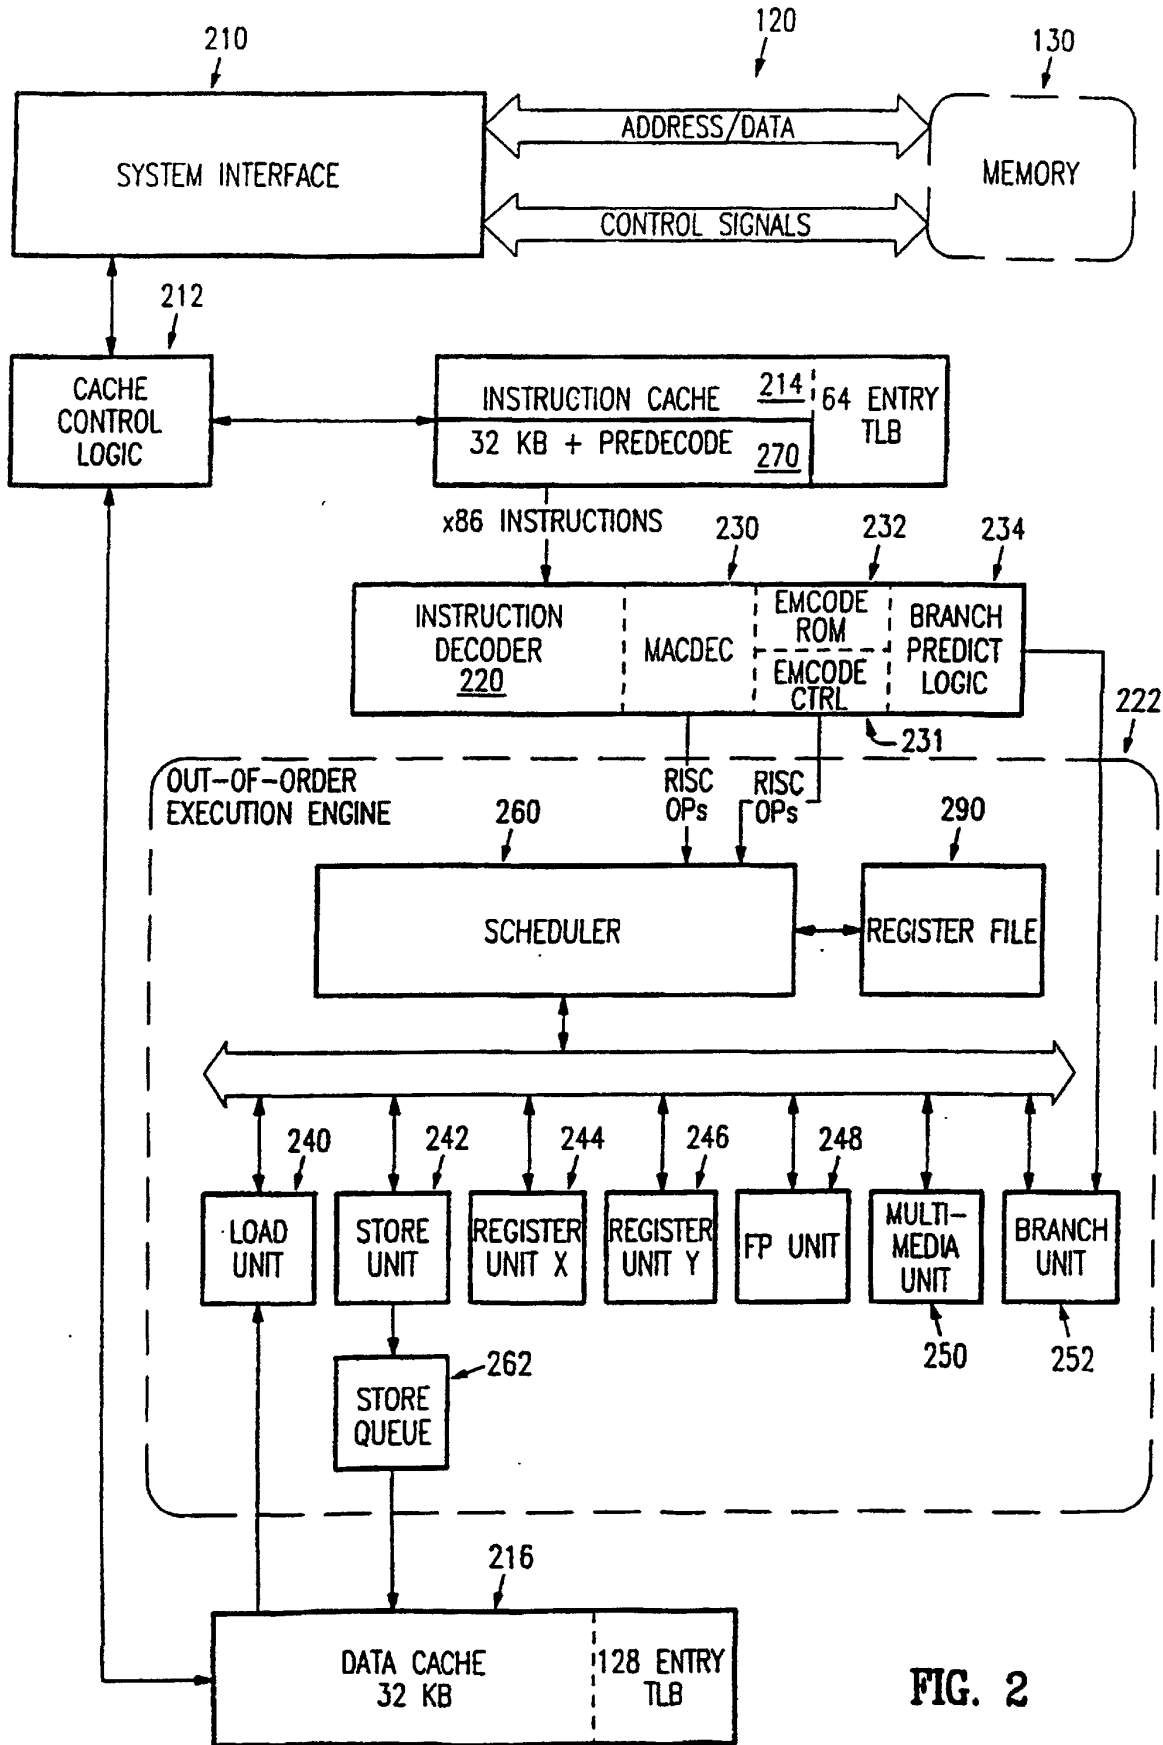 210
120
130
SYSTEM INTERFACE
ADDRESS/DATA
MEMORY
CONTROL SIGNALS
212
CACHE
CONTROL
LOGIC
INSTRUCTION CACHE 214
32 KB + PREDECODE 270
64 ENTRY
TLB
x86 INSTRUCTIONS
230
232
234
INSTRUCTION
DECODER
220
MACDEC
EMCODE
ROM
EMCODE
CTRL
BRANCH
PREDICT
LOGIC
231
222
OUT-OF-ORDER
EXECUTION ENGINE
RISC
OPs
RISC
OPs
260
290
SCHEDULER
REGISTER FILE
240
242
244
246
248
LOAD
UNIT
STORE
UNIT
REGISTER
UNIT X
REGISTER
UNIT Y
FP UNIT
MULTI-
MEDIA
UNIT
BRANCH
UNIT
250
252
262
STORE
QUEUE
216
DATA CACHE
32 KB
128 ENTRY
TLB
FIG. 2